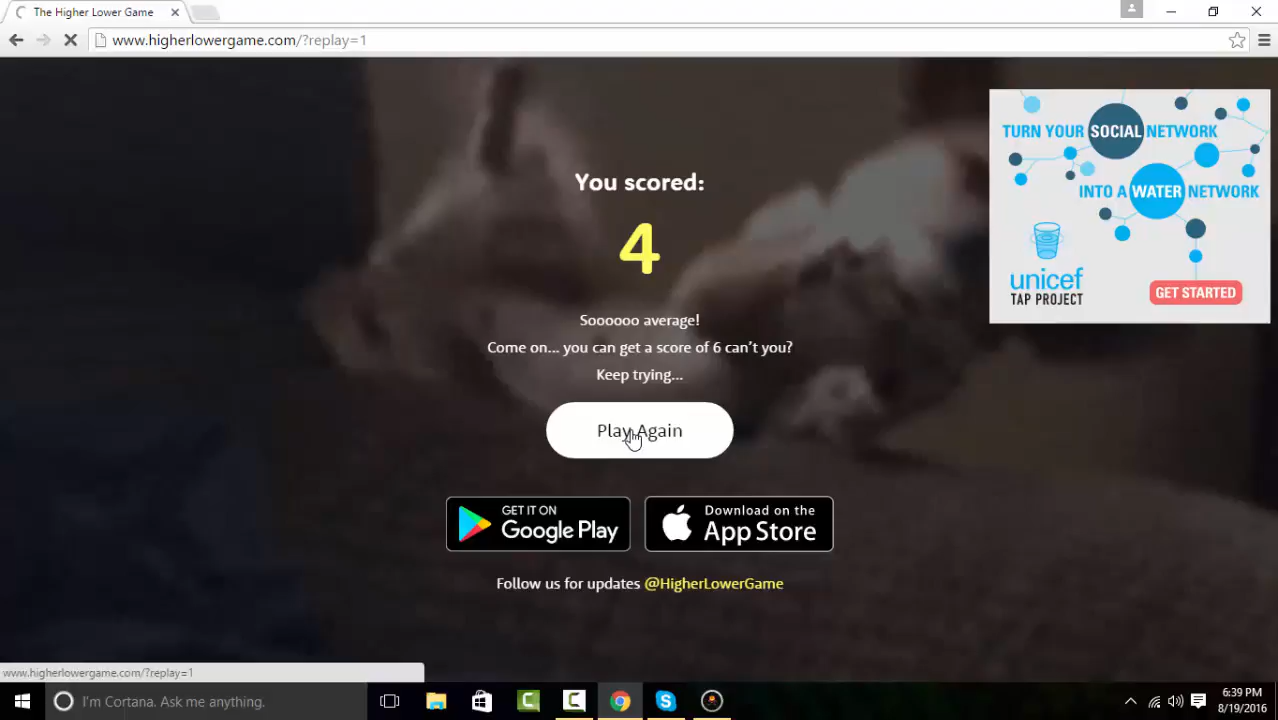 The Higher Lower Game
www.higherlowergame.com/?replay=1
TURN YOUR SOCIAL NETWORK
INTO A WATER NETWORK
unicef
TAP PROJECT
GET STARTED
You scored:
4
Soooooo average!
Come on... you can get a score of 6 can't you?
Keep trying...
Play Again
GET IT ON
Google Play
Download on the
App Store
Follow us for updates @HigherLowerGame
www.higherlowergame.com/?replay=1
I'm Cortana. Ask me anything.
6:39 PM
8/19/2016